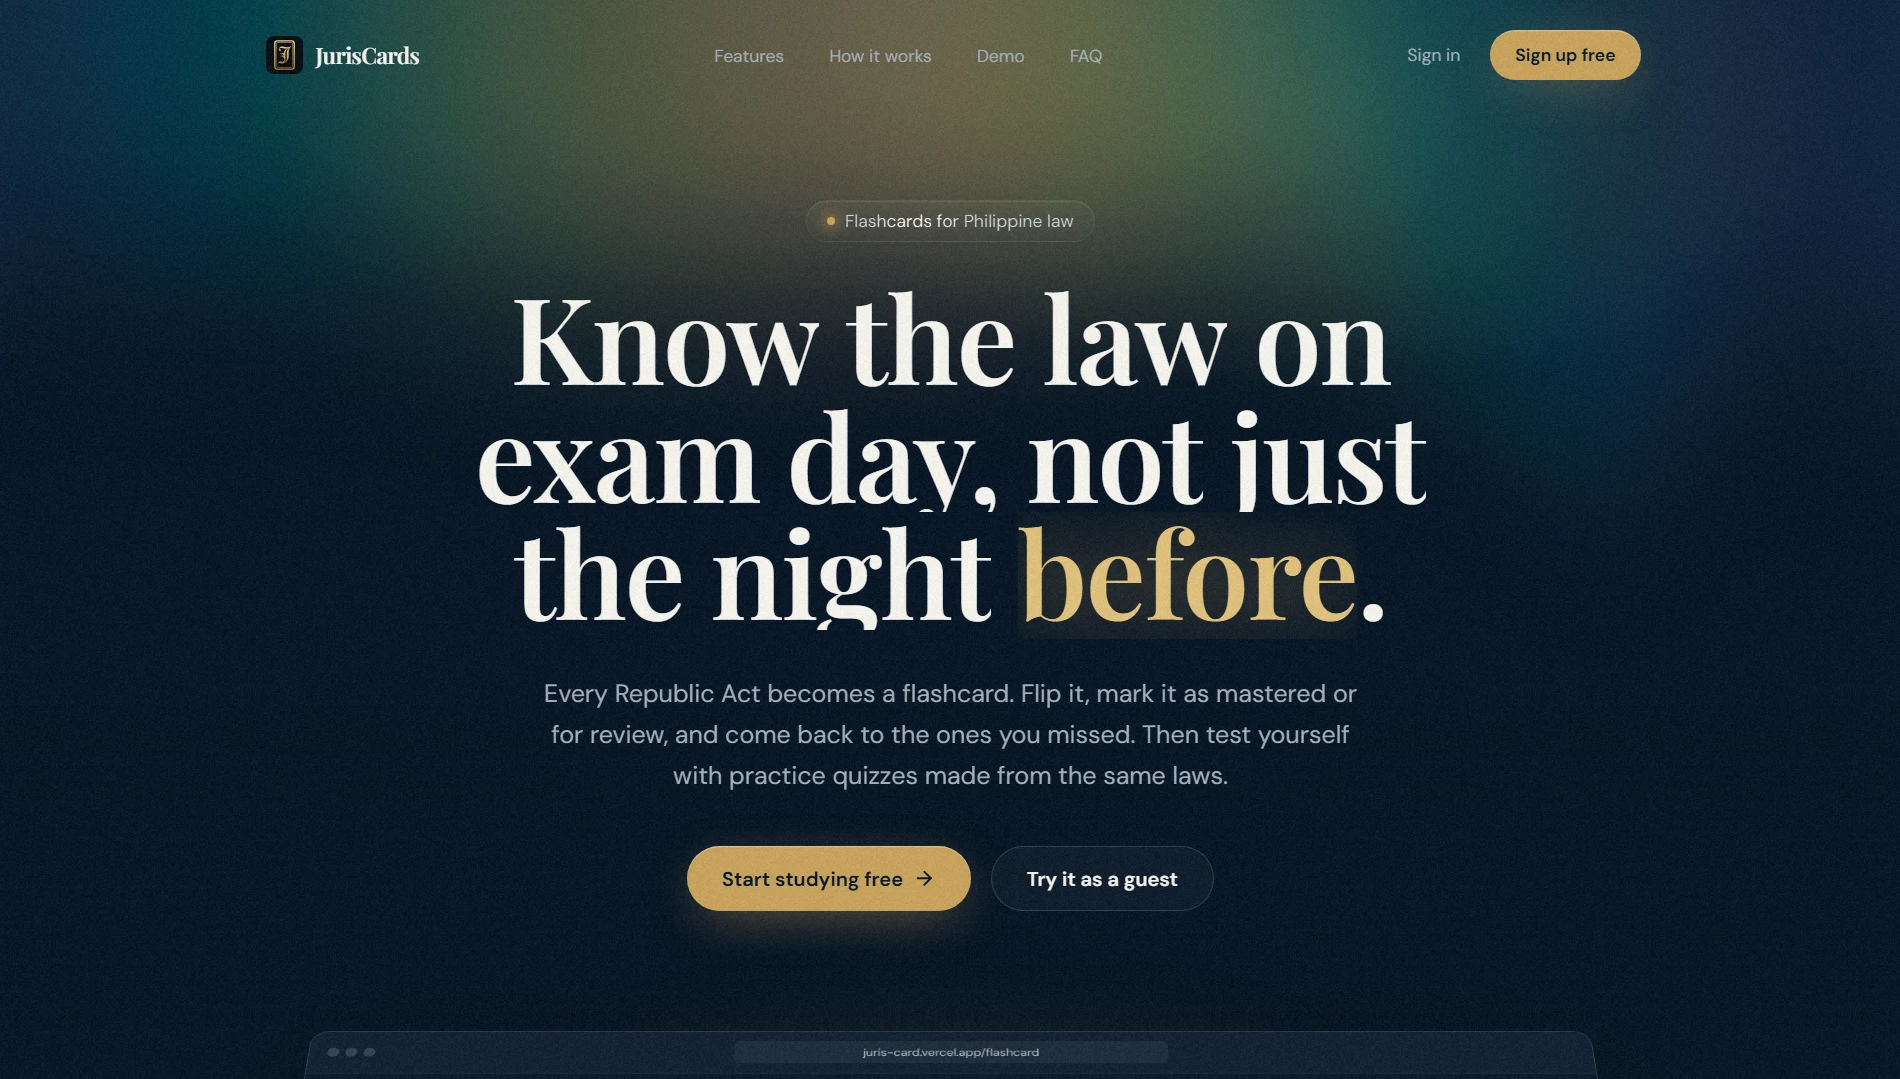 JurisCards
Features
How it works
Demo
FAQ
Sign in
Sign up free
Flashcards for Philippine law
Know the law on
exam day, not just
the night before.
Every Republic Act becomes a flashcard. Flip it, mark it as mastered or
for review, and come back to the ones you missed. Then test yourself
with practice quizzes made from the same laws.
Start studying free →
Try it as a guest
juris-card.vercel.app/flashcard